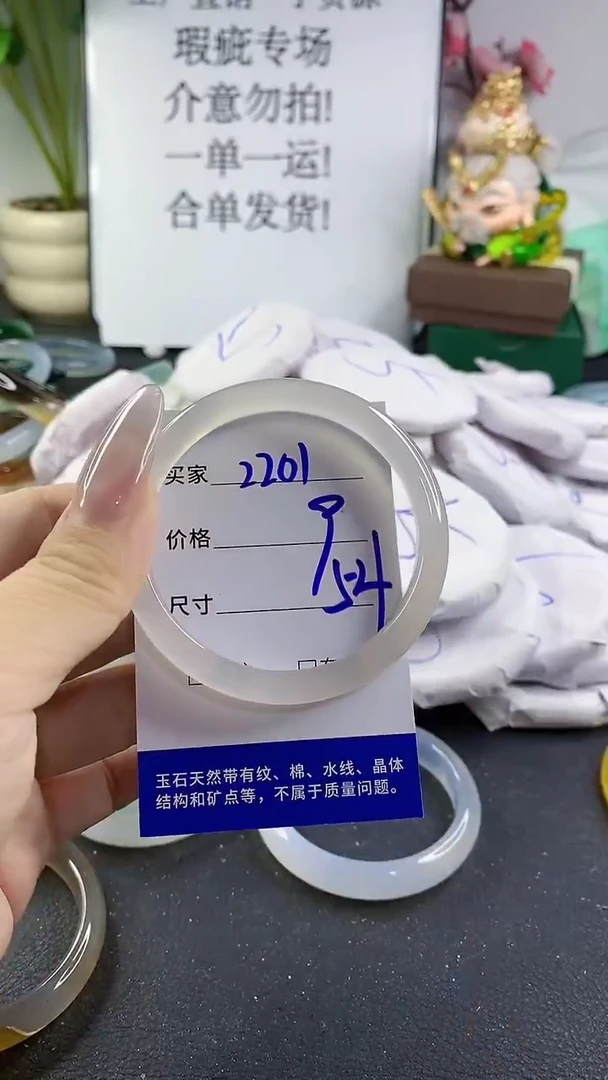 瑕疵专场
介意勿拍!
一单一运!
合单发货!
买家 2201
价格
尺寸 54
玉石天然带有纹、棉、水线、晶体
结构和矿点等，不属于质量问题。